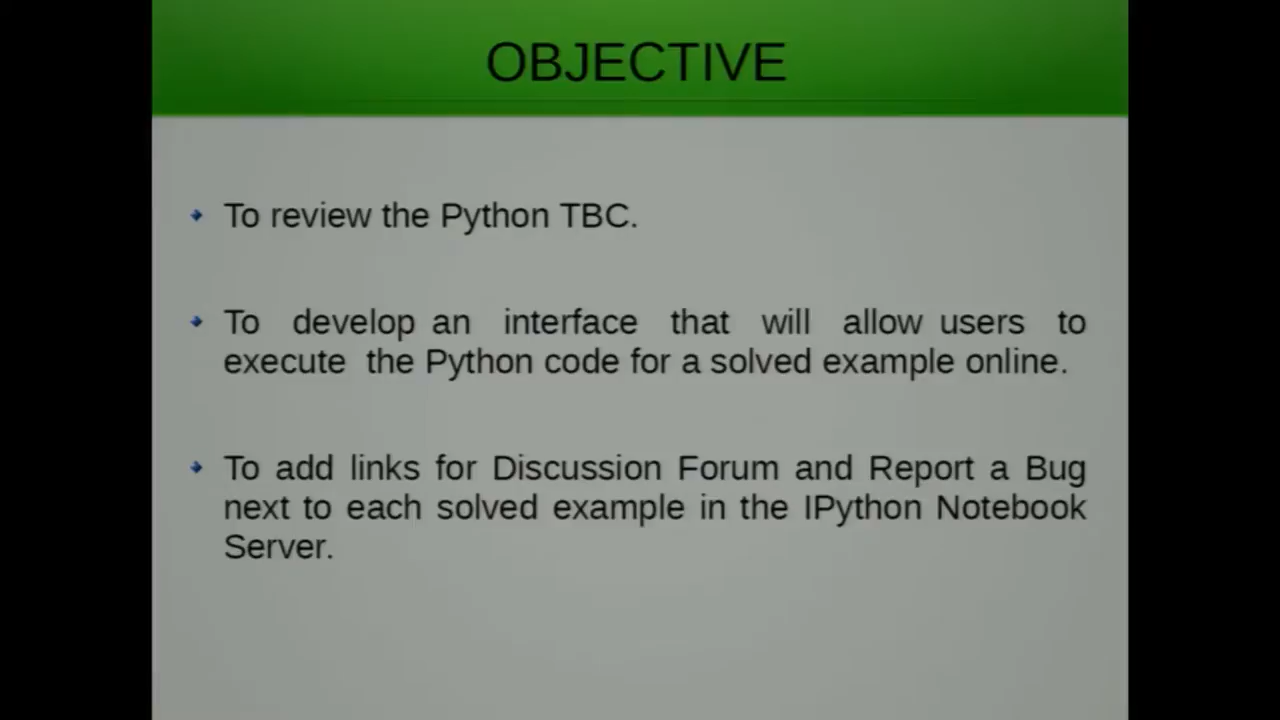 OBJECTIVE
To review the Python TBC.
To develop an interface that will allow users to
execute the Python code for a solved example online.
To add links for Discussion Forum and Report a Bug
next to each solved example in the IPython Notebook
Server.